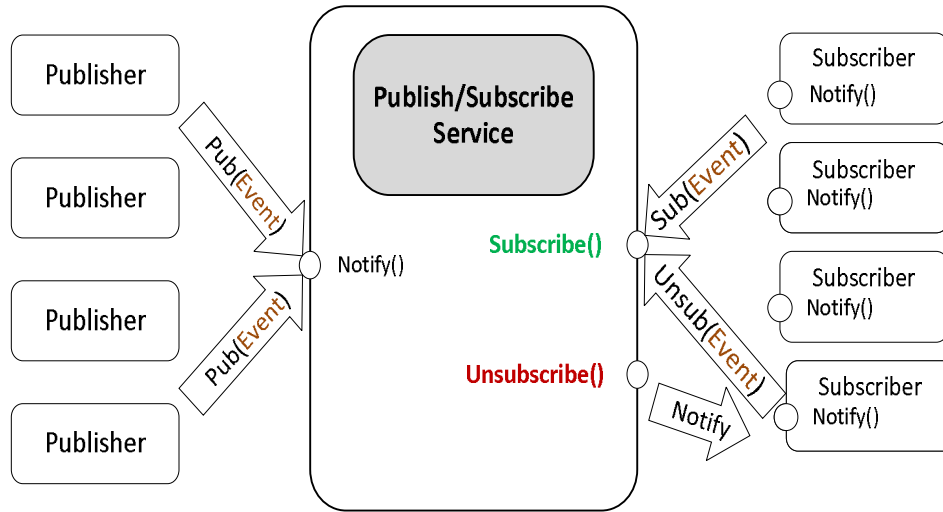 Publisher
Publisher
Publisher
Publisher
Pub(Event)
Pub(Event)
Publish/Subscribe
Service
Notify()
Subscribe()
Unsubscribe()
Sub(Event)
Unsub(Event)
Notify
Subscriber
Notify()
Subscriber
Notify()
Subscriber
Notify()
Subscriber
Notify()